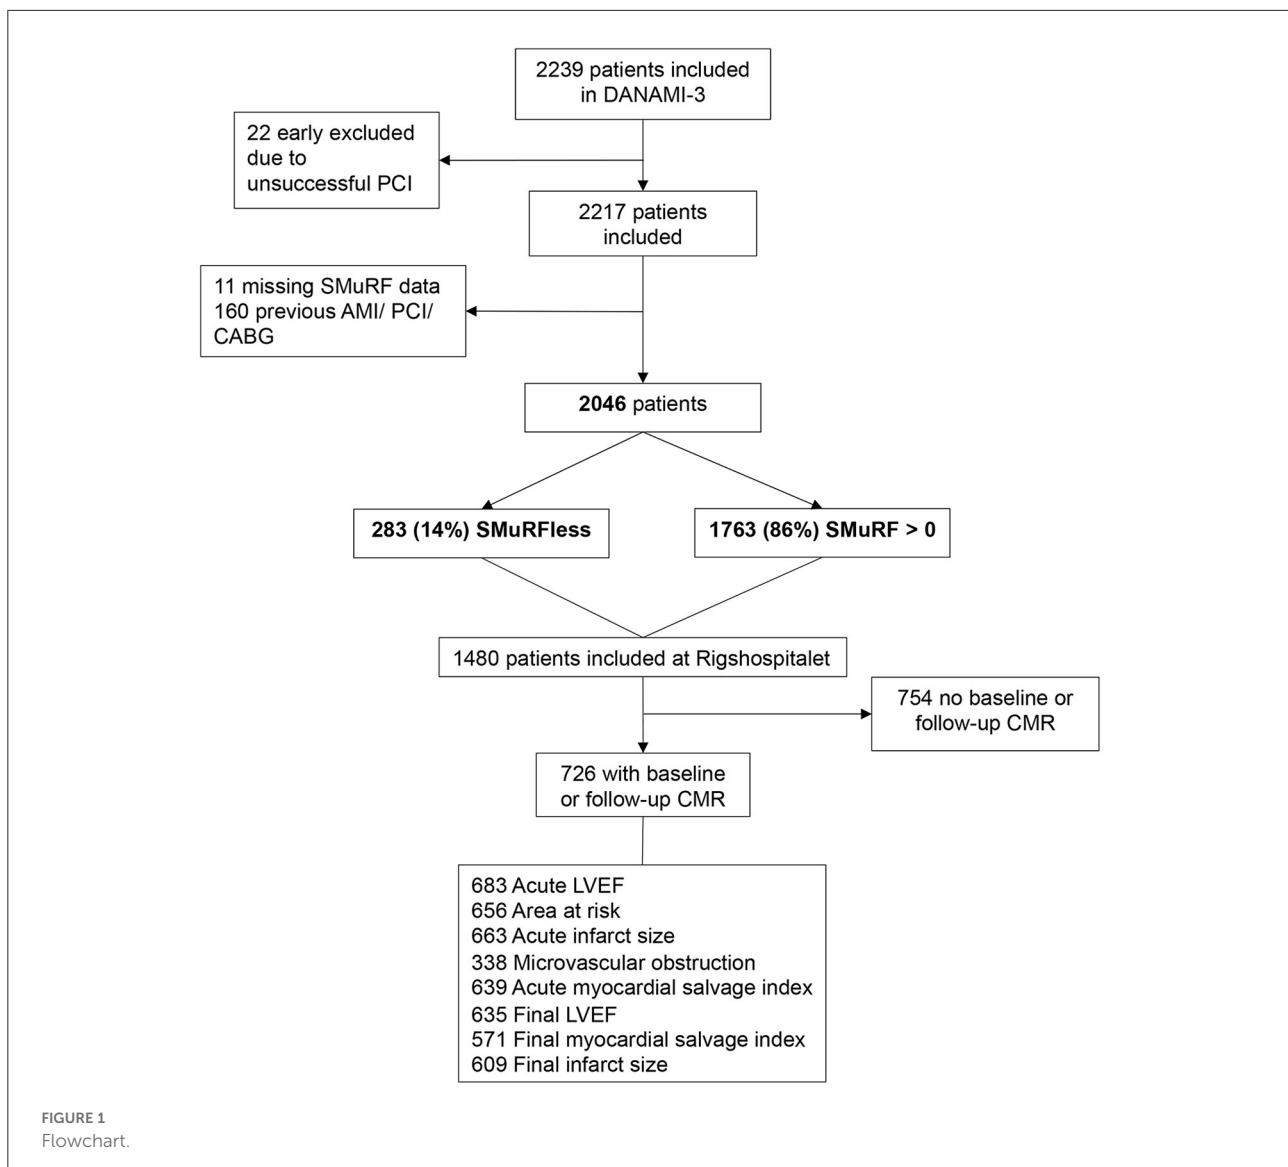 2239 patients included
in DANAMI-3
22 early excluded
due to
unsuccessful PCI
2217 patients
included
11 missing SMuRF data
160 previous AMI/ PCI/
CABG
2046 patients
283 (14%) SMuRFless
1763 (86%) SMuRF > 0
1480 patients included at Rigshospitalet
754 no baseline or
follow-up CMR
726 with baseline
or follow-up CMR
683 Acute LVEF
656 Area at risk
663 Acute infarct size
338 Microvascular obstruction
639 Acute myocardial salvage index
635 Final LVEF
571 Final myocardial salvage index
609 Final infarct size
FIGURE 1
Flowchart.